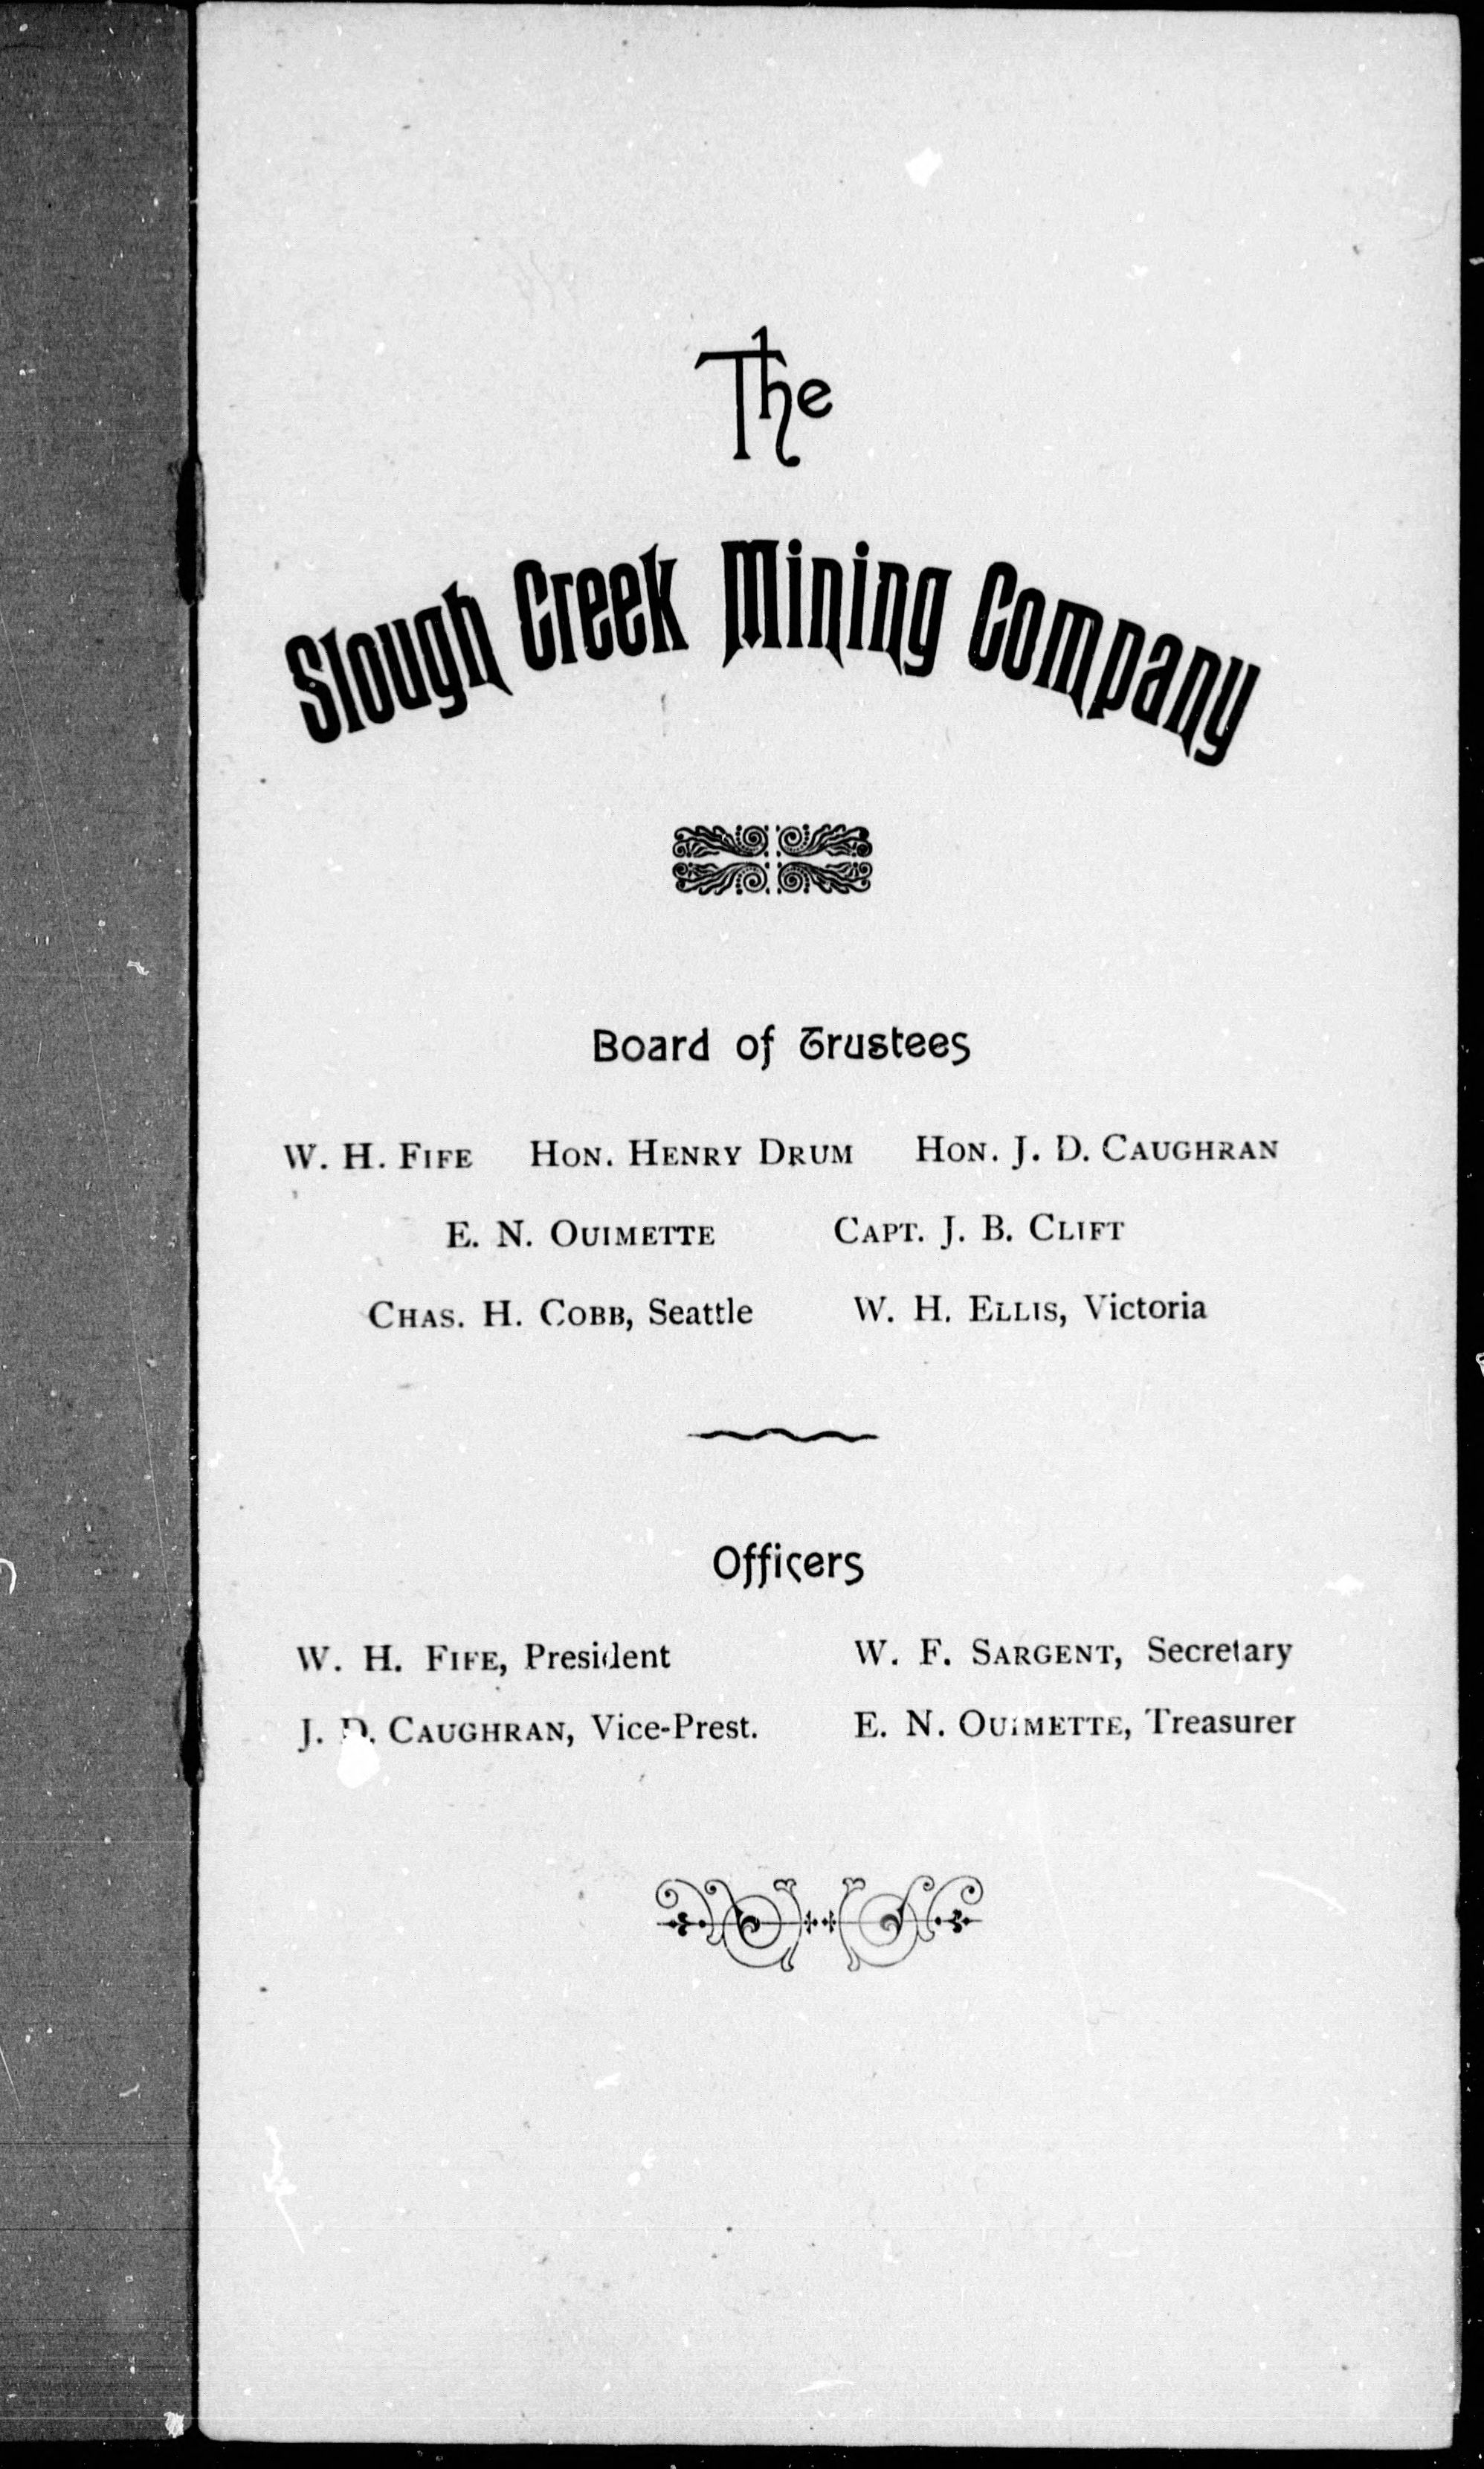 The
Slough Creek Mining Company
Board of Trustees
W. H. FIFE HON. HENRY DRUM HON. J. D. CAUGHRAN
E. N. OUIMETTE CAPT. J. B. CLIFT
CHAS. H. COBB, Seattle W. H. ELLIS, Victoria
Officers
W. H. FIFE, President W. F. SARGENT, Secretary
J. D. CAUGHRAN, Vice-Prest. E. N. OUIMETTE, Treasurer